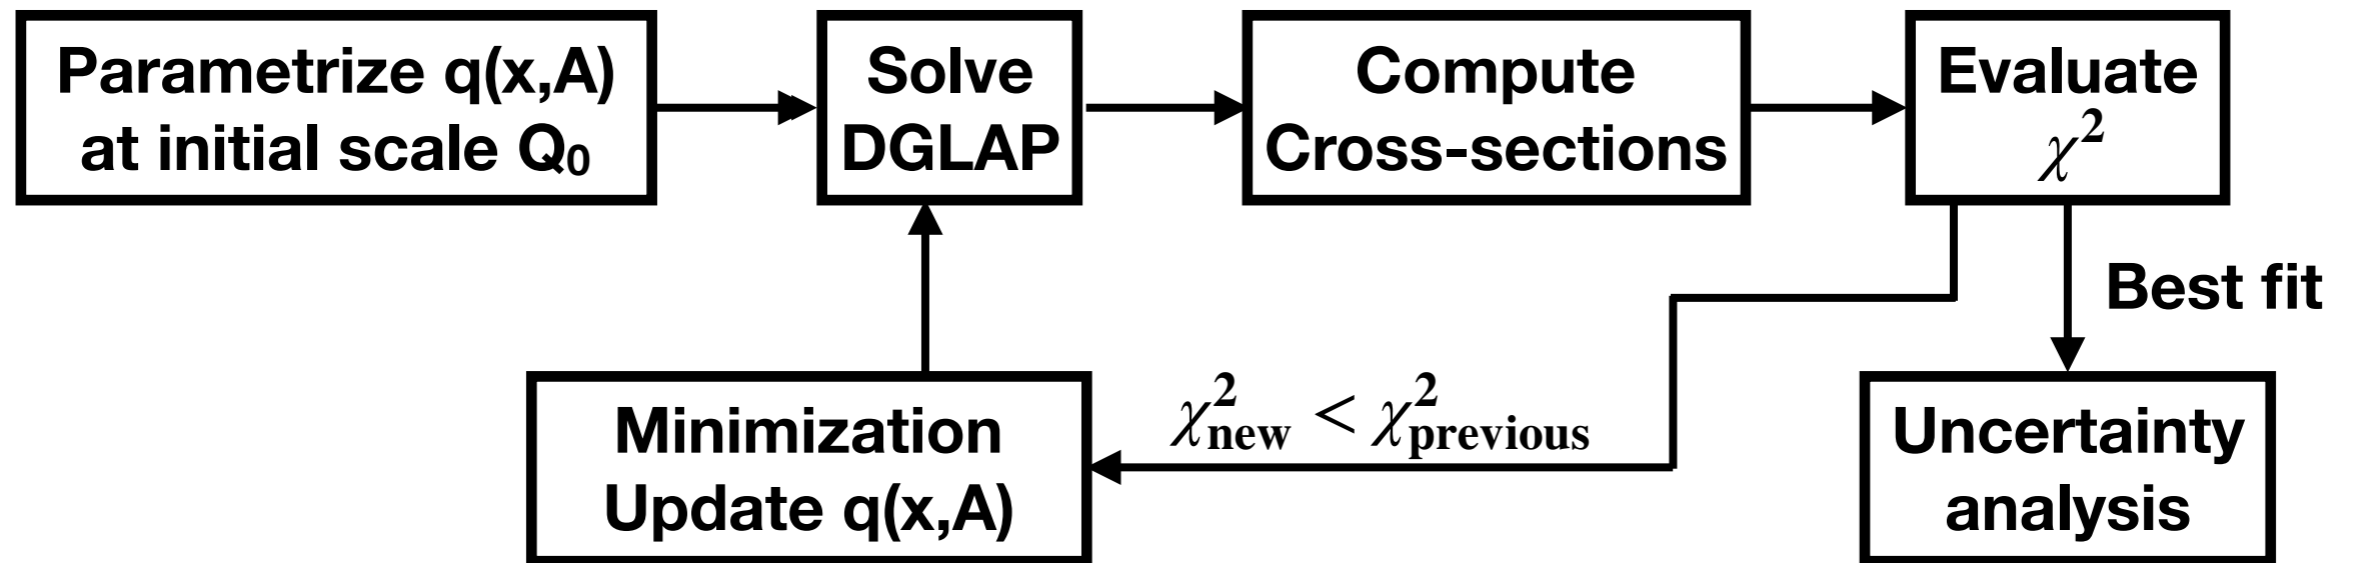 Parametrize q(x,A)
at initial scale Q₀
Solve
DGLAP
Compute
Cross-sections
Evaluate
χ²
Best fit
χ²new < χ²previous
Minimization
Update q(x,A)
Uncertainty
analysis